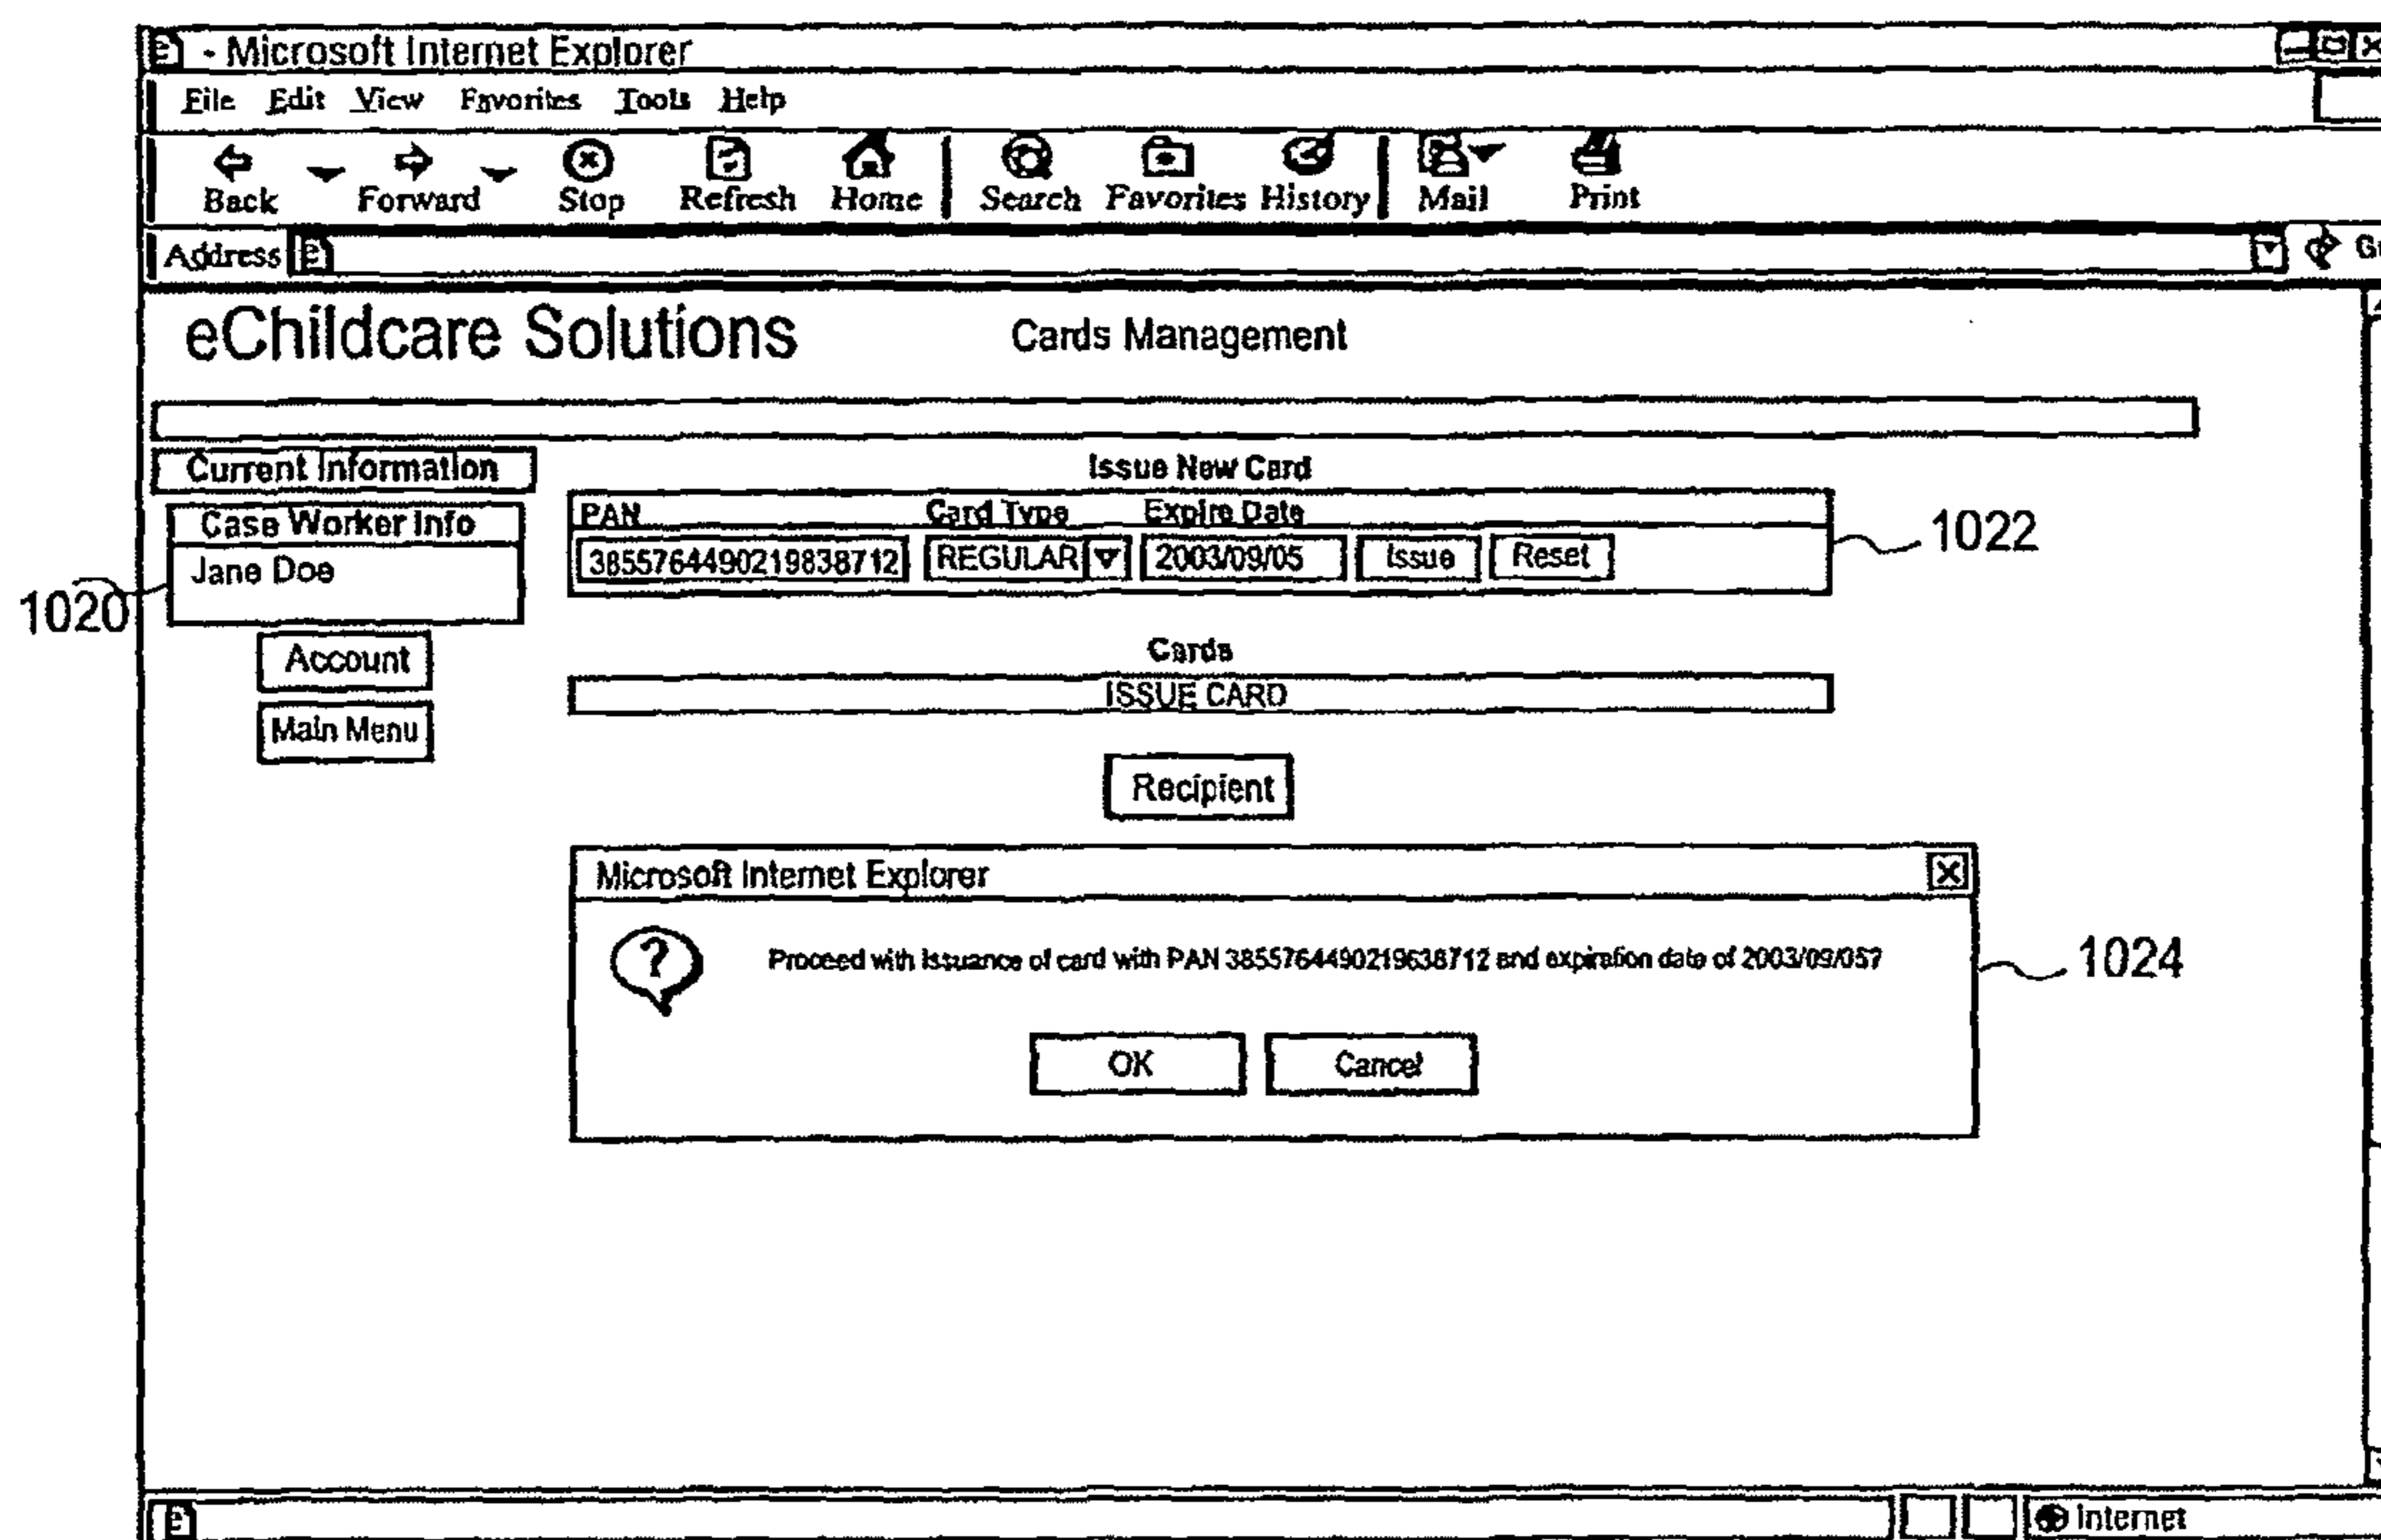 - Microsoft Internet Explorer
File Edit View Favorites Tools Help
Back Forward Stop Refresh Home Search Favorites History Mail Print
Address
eChildcare Solutions Cards Management
Current Information
Issue New Card
Case Worker Info
PAN Card Type Expire Date
Jane Doe
3855764490219838712 REGULAR 2003/09/05 Issue Reset
1022
1020
Account
Cards
Main Menu
ISSUE CARD
Recipient
Microsoft Internet Explorer
Proceed with issuance of card with PAN 3855764490219638712 and expiration date of 2003/09/05?
1024
OK Cancel
Internet